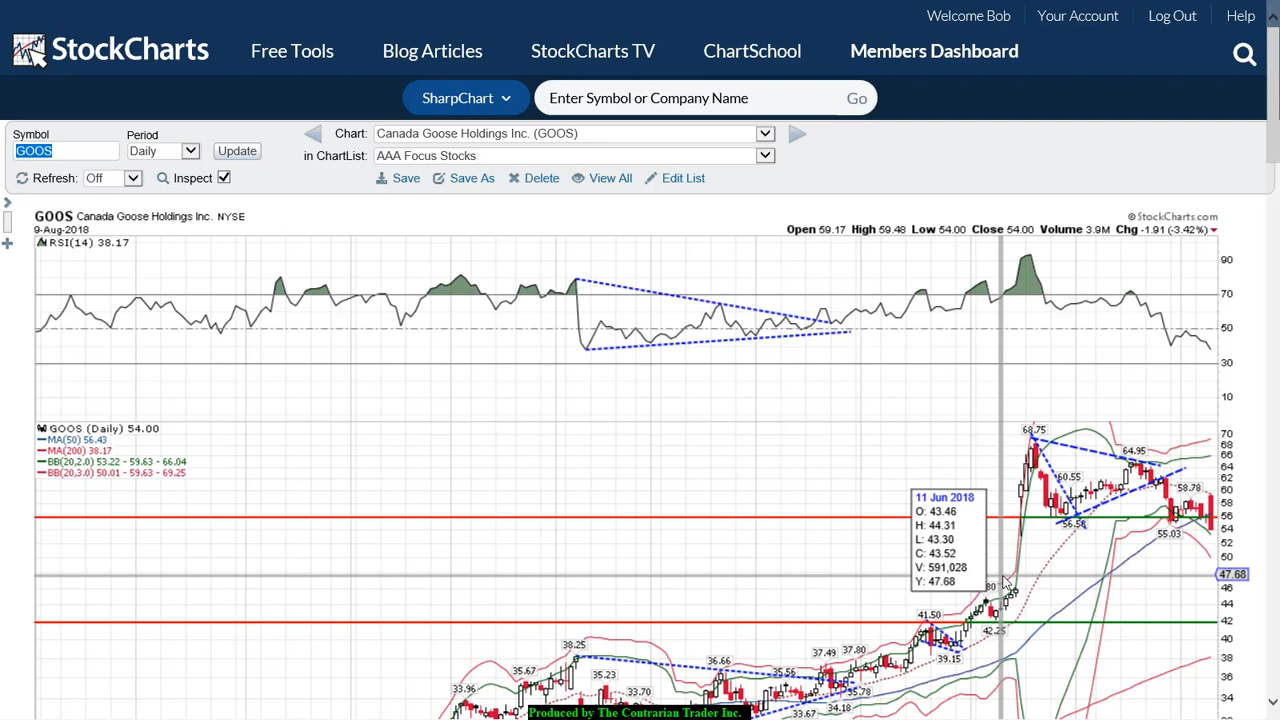 Welcome Bob Your Account Log Out Help
StockCharts Free Tools Blog Articles StockCharts TV ChartSchool Members Dashboard
SharpChart Enter Symbol or Company Name Go
Symbol Period Chart: Canada Goose Holdings Inc. (GOOS)
GOOS Daily Update in ChartList: AAA Focus Stocks
Refresh: Off Inspect Save Save As Delete View All Edit List
GOOS Canada Goose Holdings Inc. NYSE ©StockCharts.com
9-Aug-2018 Open 59.17 High 59.48 Low 54.00 Close 54.00 Volume 3.9M Chg -1.91 (-3.42%)
RSI(14) 38.17
90
70
50
30
10
GOOS (Daily) 54.00
MA(50) 56.43
MA(200) 38.17
BB(20,2.0) 53.22 - 59.63 - 66.04
BB(20,3.0) 50.01 - 59.63 - 69.25
70
68
66
64
62
60
58
56
54
50
47.68
46
44
42
40
38
36
34
68.75
64.95
60.55
58.78
56.58
55.03
11 Jun 2018
O: 43.46
H: 44.31
L: 43.30
C: 43.52
V: 591,028
Y: 47.68
80
42.25
41.50
39.15
38.25
37.49 37.80
36.66
35.67 35.23 35.56
35.78
33.96 33.70 34.18
33.67
Produced by The Contrarian Trader Inc.